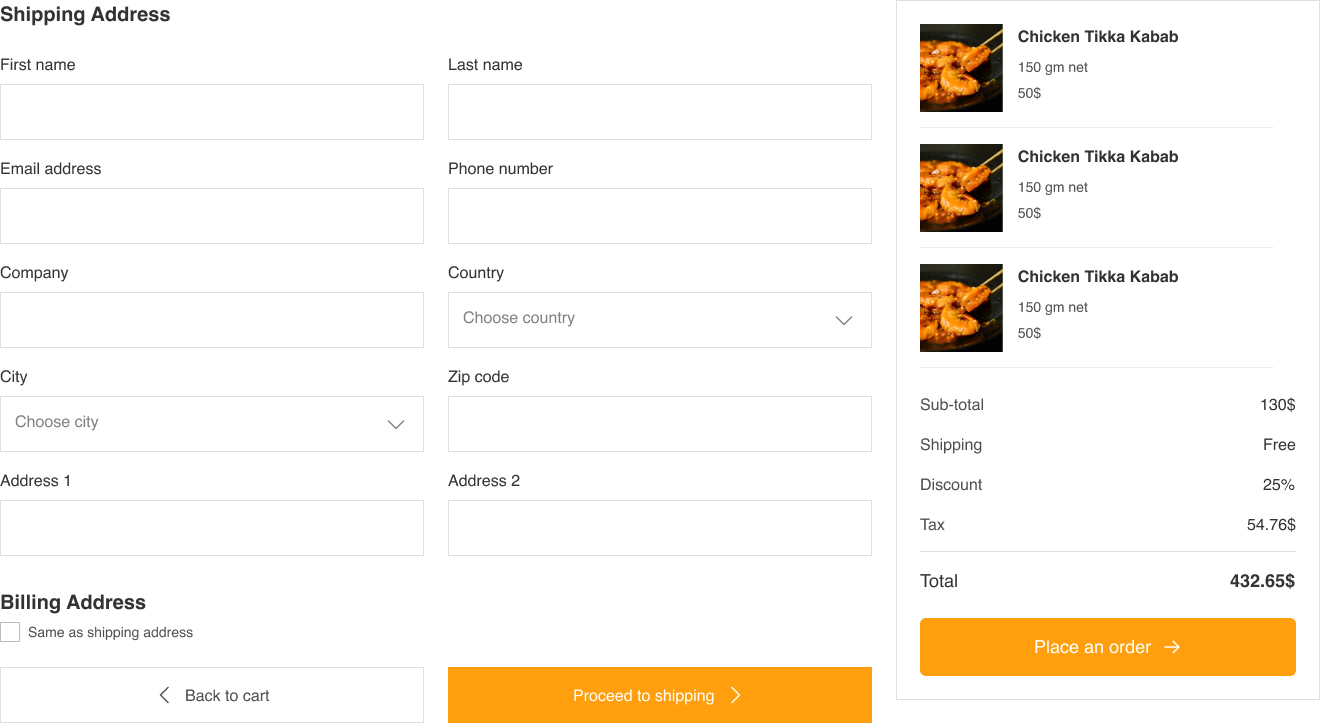 Shipping Address
First name
Last name
Email address
Phone number
Company
Country
Choose country
City
Zip code
Choose city
Address 1
Address 2
Billing Address
Same as shipping address
Back to cart
Proceed to shipping
Chicken Tikka Kabab
150 gm net
50$
Chicken Tikka Kabab
150 gm net
50$
Chicken Tikka Kabab
150 gm net
50$
Sub-total 130$
Shipping Free
Discount 25%
Tax 54.76$
Total 432.65$
Place an order